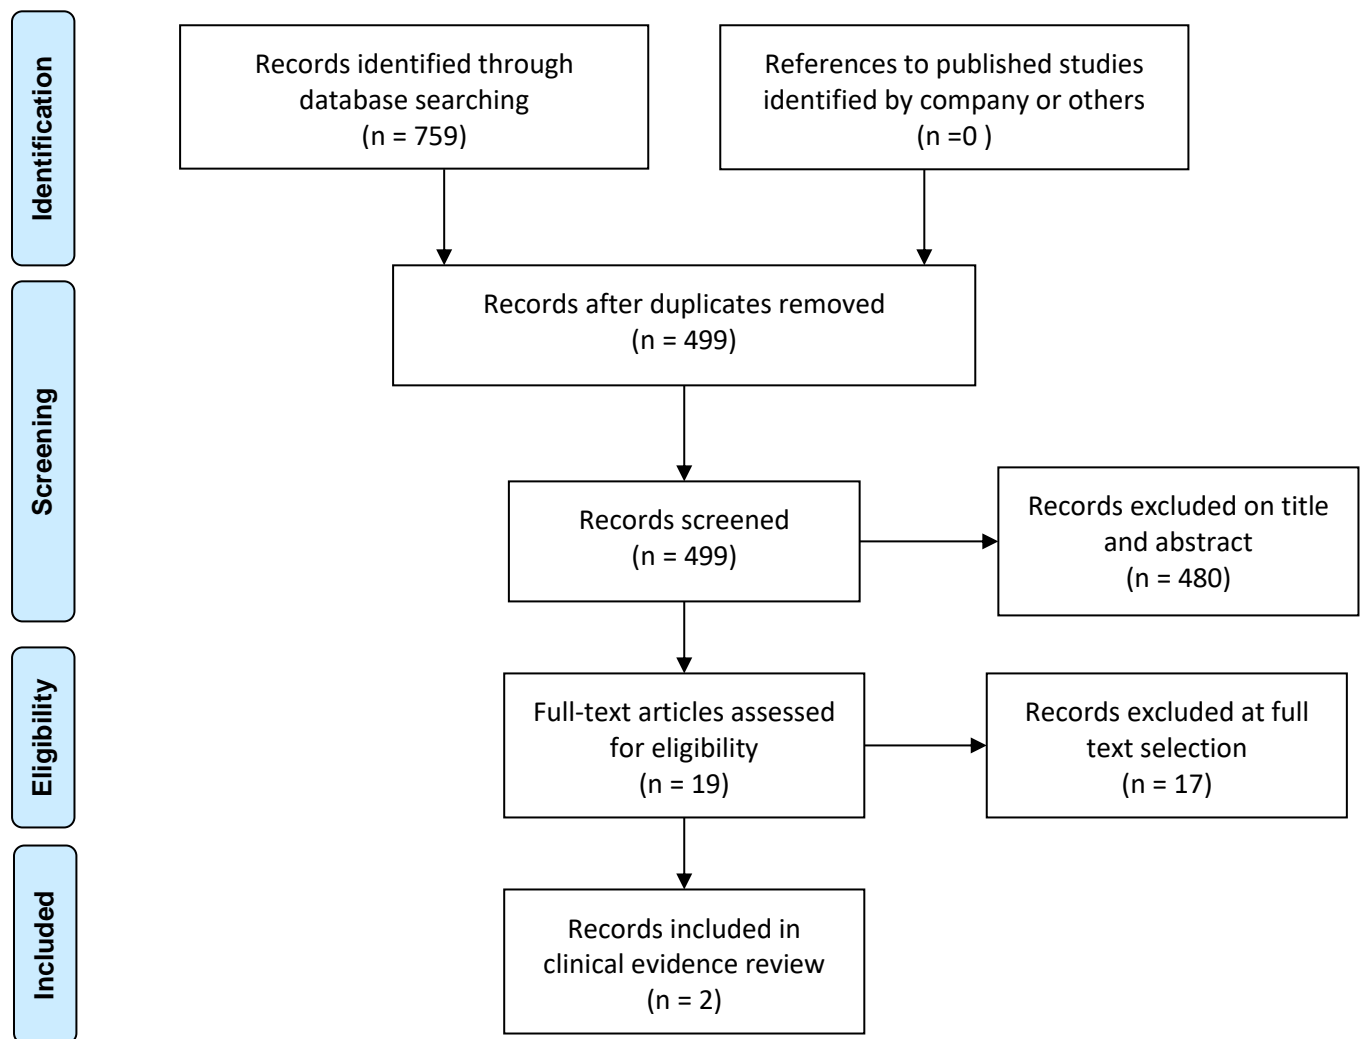 Identification
Records identified through
database searching
(n = 759)
References to published studies
identified by company or others
(n =0 )
Screening
Records after duplicates removed
(n = 499)
Records screened
(n = 499)
Records excluded on title
and abstract
(n = 480)
Eligibility
Full-text articles assessed
for eligibility
(n = 19)
Records excluded at full
text selection
(n = 17)
Included
Records included in
clinical evidence review
(n = 2)